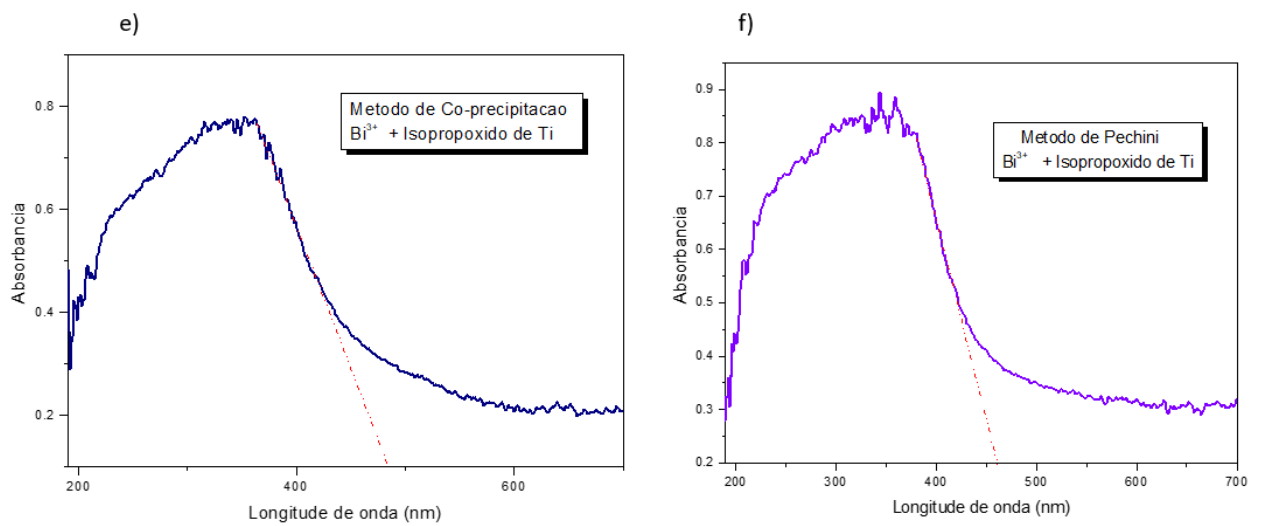 e)
Metodo de Co-precipitacao
Bi³⁺ + Isopropoxido de Ti
Absorbancia
0.8
0.6
0.4
0.2
200
400
600
Longitude de onda (nm)
f)
Metodo de Pechini
Bi³⁺ + Isopropoxido de Ti
Absorbancia
0.9
0.8
0.7
0.6
0.5
0.4
0.3
0.2
200
300
400
500
600
700
Longitude de onda (nm)